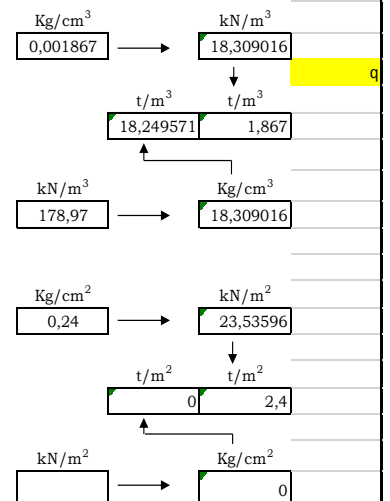 Kg/cm³ kN/m³
0,001867 18,309016
q
t/m³ t/m³
18,249571 1,867
kN/m³ Kg/cm³
178,97 18,309016
Kg/cm² kN/m²
0,24 23,53596
t/m² t/m²
0 2,4
kN/m² Kg/cm²
0